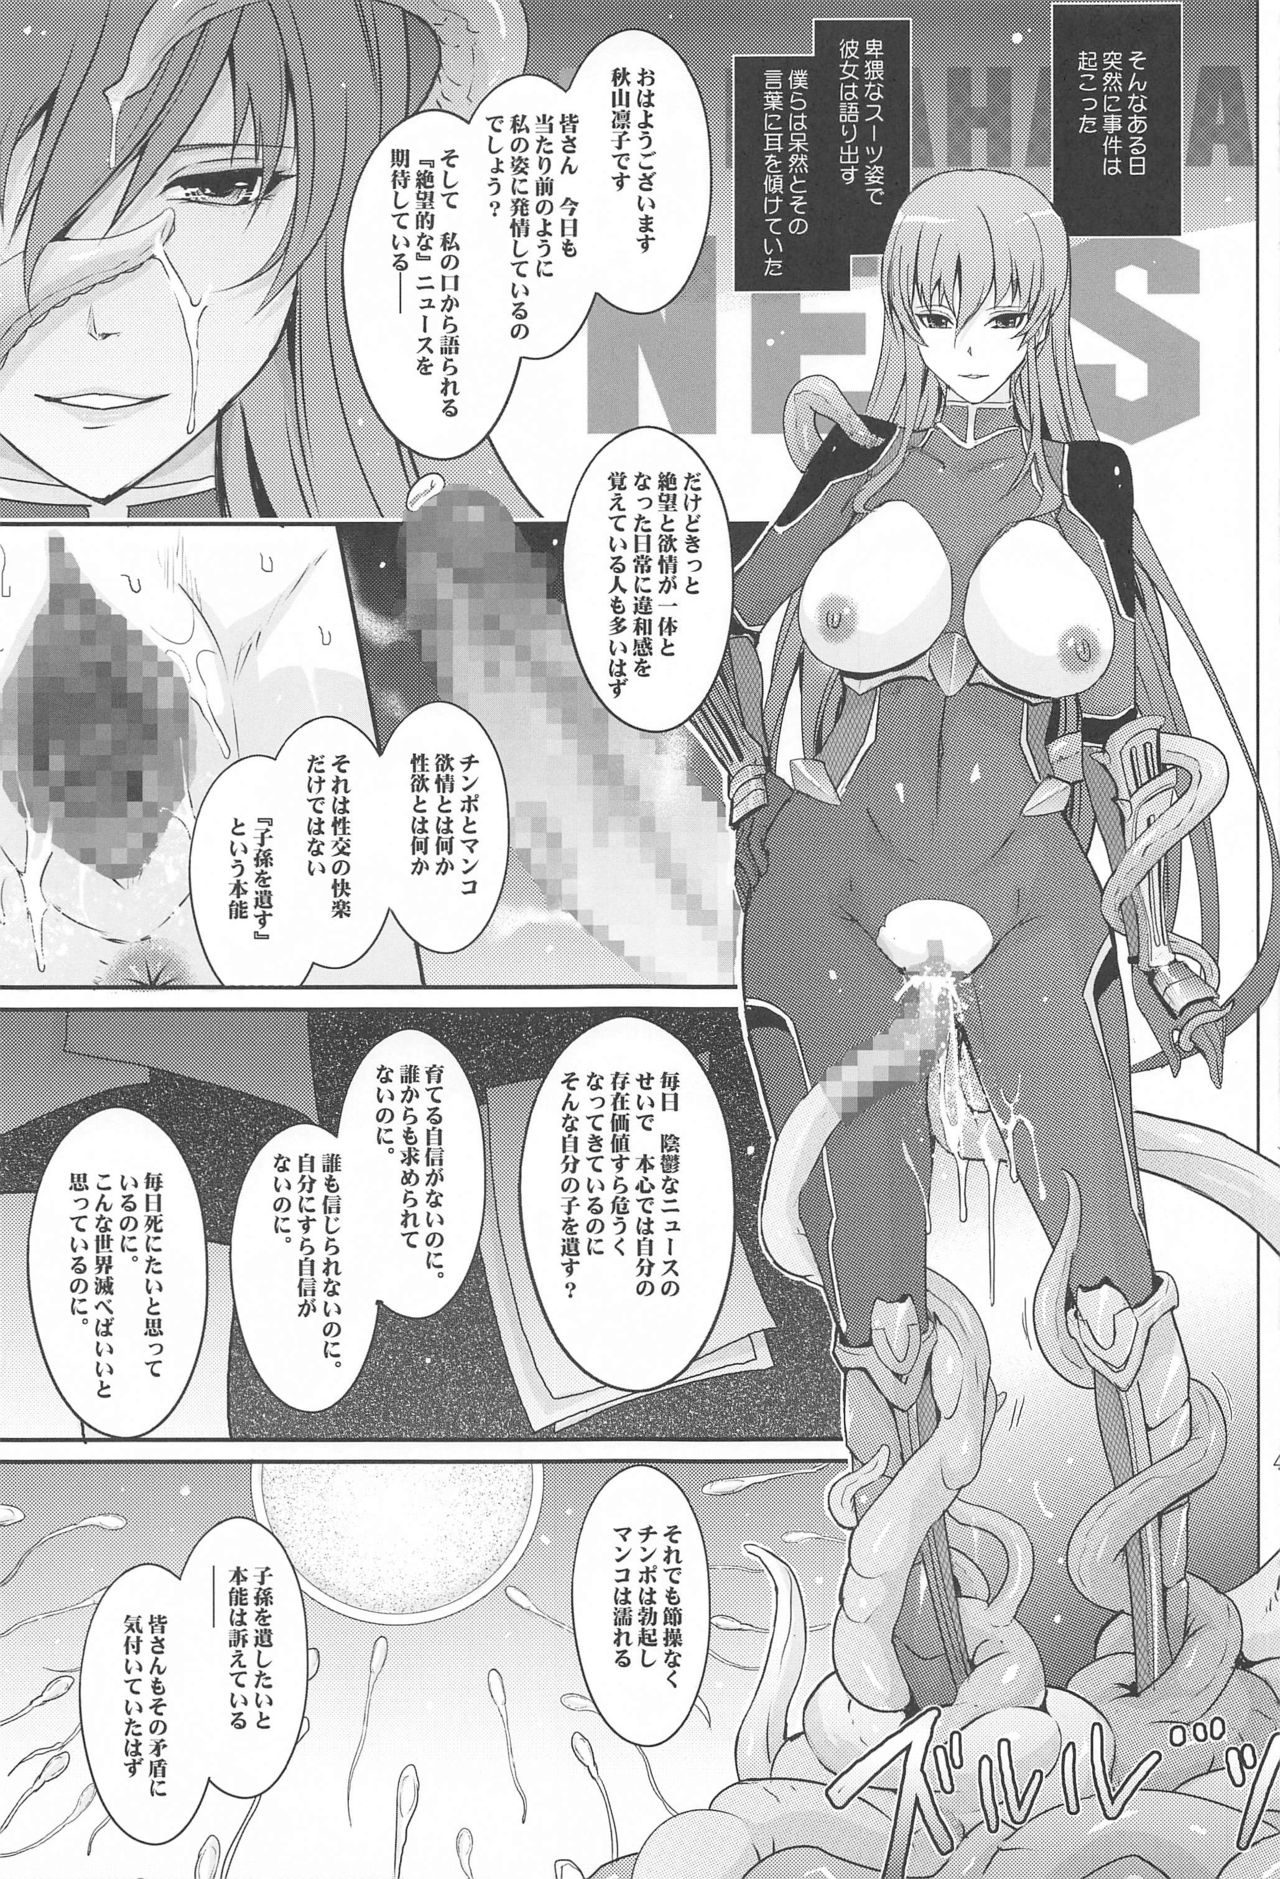 そんなある日
突然に事件は
起こった
卑猥なスーツ姿で
彼女は語り出す
僕らは呆然とその
言葉に耳を傾けていた
NEWS
おはようございます
秋山凛子です
皆さん　今日も
当たり前のように
私の姿に発情しているの
でしょう？
そして　私の口から語られる
『絶望的な』ニュースを
期待している――
だけどきっと
絶望と欲情が一体と
なった日常に違和感を
覚えている人も多いはず
チンポとマンコ
欲情とは何か
性欲とは何か
それは性交の快楽
だけではない
『子孫を遺す』
という本能
毎日　陰鬱なニュースの
せいで　本心では自分の
存在価値すら危うく
なってきているのに
そんな自分の子を遺す？
育てる自信がないのに。
誰からも求められて
ないのに。
誰も信じられないのに。
自分にすら自信が
ないのに。
毎日死にたいと思って
いるのに。
こんな世界滅べばいいと
思っているのに。
それでも節操なく
チンポは勃起し
マンコは濡れる
子孫を遺したいと
本能は訴えている
――
皆さんもその矛盾に
気付いていたはず
ズルルル…ッ
4